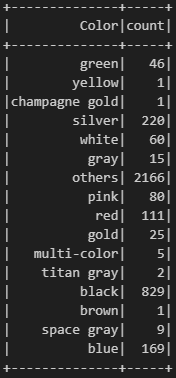 +--------------+-----+
|         Color|count|
+--------------+-----+
|         green|   46|
|        yellow|    1|
|champagne gold|    1|
|        silver|  220|
|         white|   60|
|          gray|   15|
|        others| 2166|
|          pink|   80|
|           red|  111|
|          gold|   25|
|   multi-color|    5|
|    titan gray|    2|
|         black|  829|
|         brown|    1|
|    space gray|    9|
|          blue|  169|
+--------------+-----+